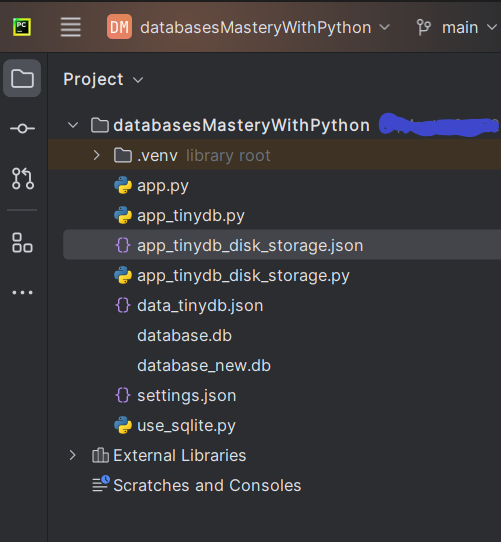 PC
DM databasesMasteryWithPython main
Project
databasesMasteryWithPython
.venv library root
app.py
app_tinydb.py
app_tinydb_disk_storage.json
app_tinydb_disk_storage.py
data_tinydb.json
database.db
database_new.db
settings.json
use_sqlite.py
External Libraries
Scratches and Consoles